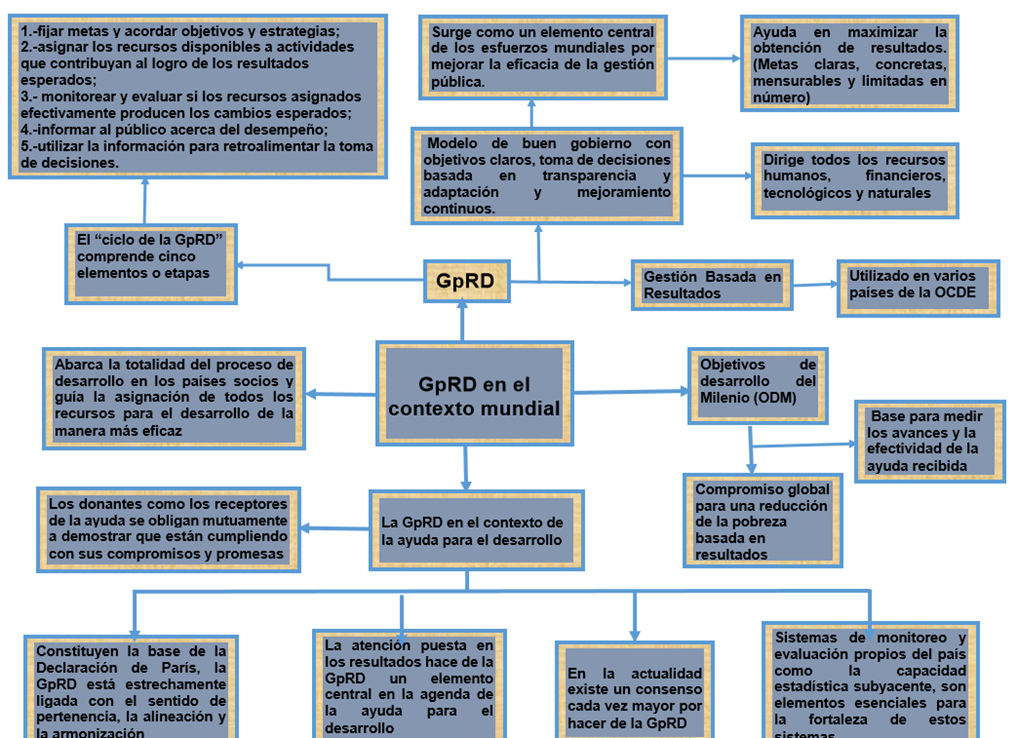 1.-fijar metas y acordar objetivos y estrategias;
2.-asignar los recursos disponibles a actividades
que contribuyan al logro de los resultados
esperados;
3.- monitorear y evaluar si los recursos asignados
efectivamente producen los cambios esperados;
4.-informar al público acerca del desempeño;
5.-utilizar la información para retroalimentar la toma
de decisiones.
Surge como un elemento central
de los esfuerzos mundiales por
mejorar la eficacia de la gestión
pública.
Ayuda en maximizar la
obtención de resultados.
(Metas claras, concretas,
mensurables y limitadas en
número)
Modelo de buen gobierno con
objetivos claros, toma de decisiones
basada en transparencia y
adaptación y mejoramiento
continuos.
Dirige todos los recursos
humanos, financieros,
tecnológicos y naturales
El “ciclo de la GpRD”
comprende cinco
elementos o etapas
GpRD
Gestión Basada en
Resultados
Utilizado en varios
países de la OCDE
Abarca la totalidad del proceso de
desarrollo en los países socios y
guía la asignación de todos los
recursos para el desarrollo de la
manera más eficaz
GpRD en el
contexto mundial
Objetivos de
desarrollo del
Milenio (ODM)
Base para medir
los avances y la
efectividad de la
ayuda recibida
Compromiso global
para una reducción
de la pobreza
basada en
resultados
Los donantes como los receptores
de la ayuda se obligan mutuamente
a demostrar que están cumpliendo
con sus compromisos y promesas
La GpRD en el contexto de
la ayuda para el desarrollo
Constituyen la base de la
Declaración de París, la
GpRD está estrechamente
ligada con el sentido de
pertenencia, la alineación y
la armonización
La atención puesta en
los resultados hace de la
GpRD un elemento
central en la agenda de
la ayuda para el
desarrollo
En la actualidad
existe un consenso
cada vez mayor por
hacer de la GpRD
Sistemas de monitoreo y
evaluación propios del país
como la capacidad
estadística subyacente, son
elementos esenciales para
la fortaleza de estos
sistemas